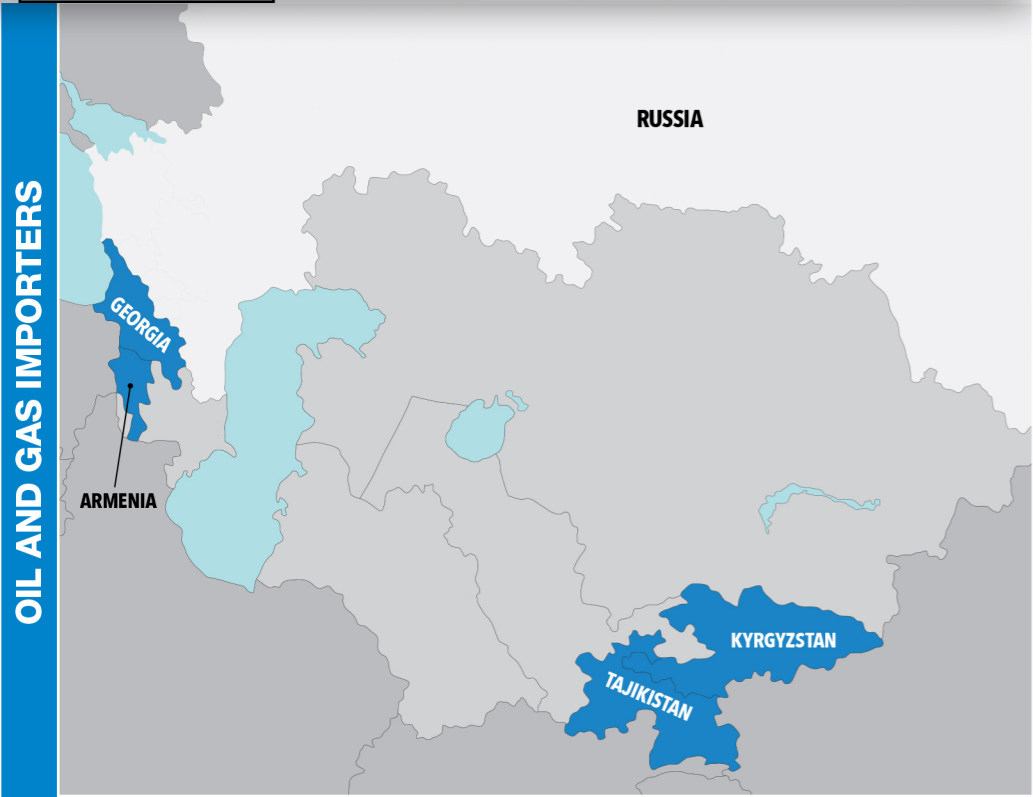 OIL AND GAS IMPORTERS
RUSSIA
GEORGIA
ARMENIA
KYRGYZSTAN
TAJIKISTAN